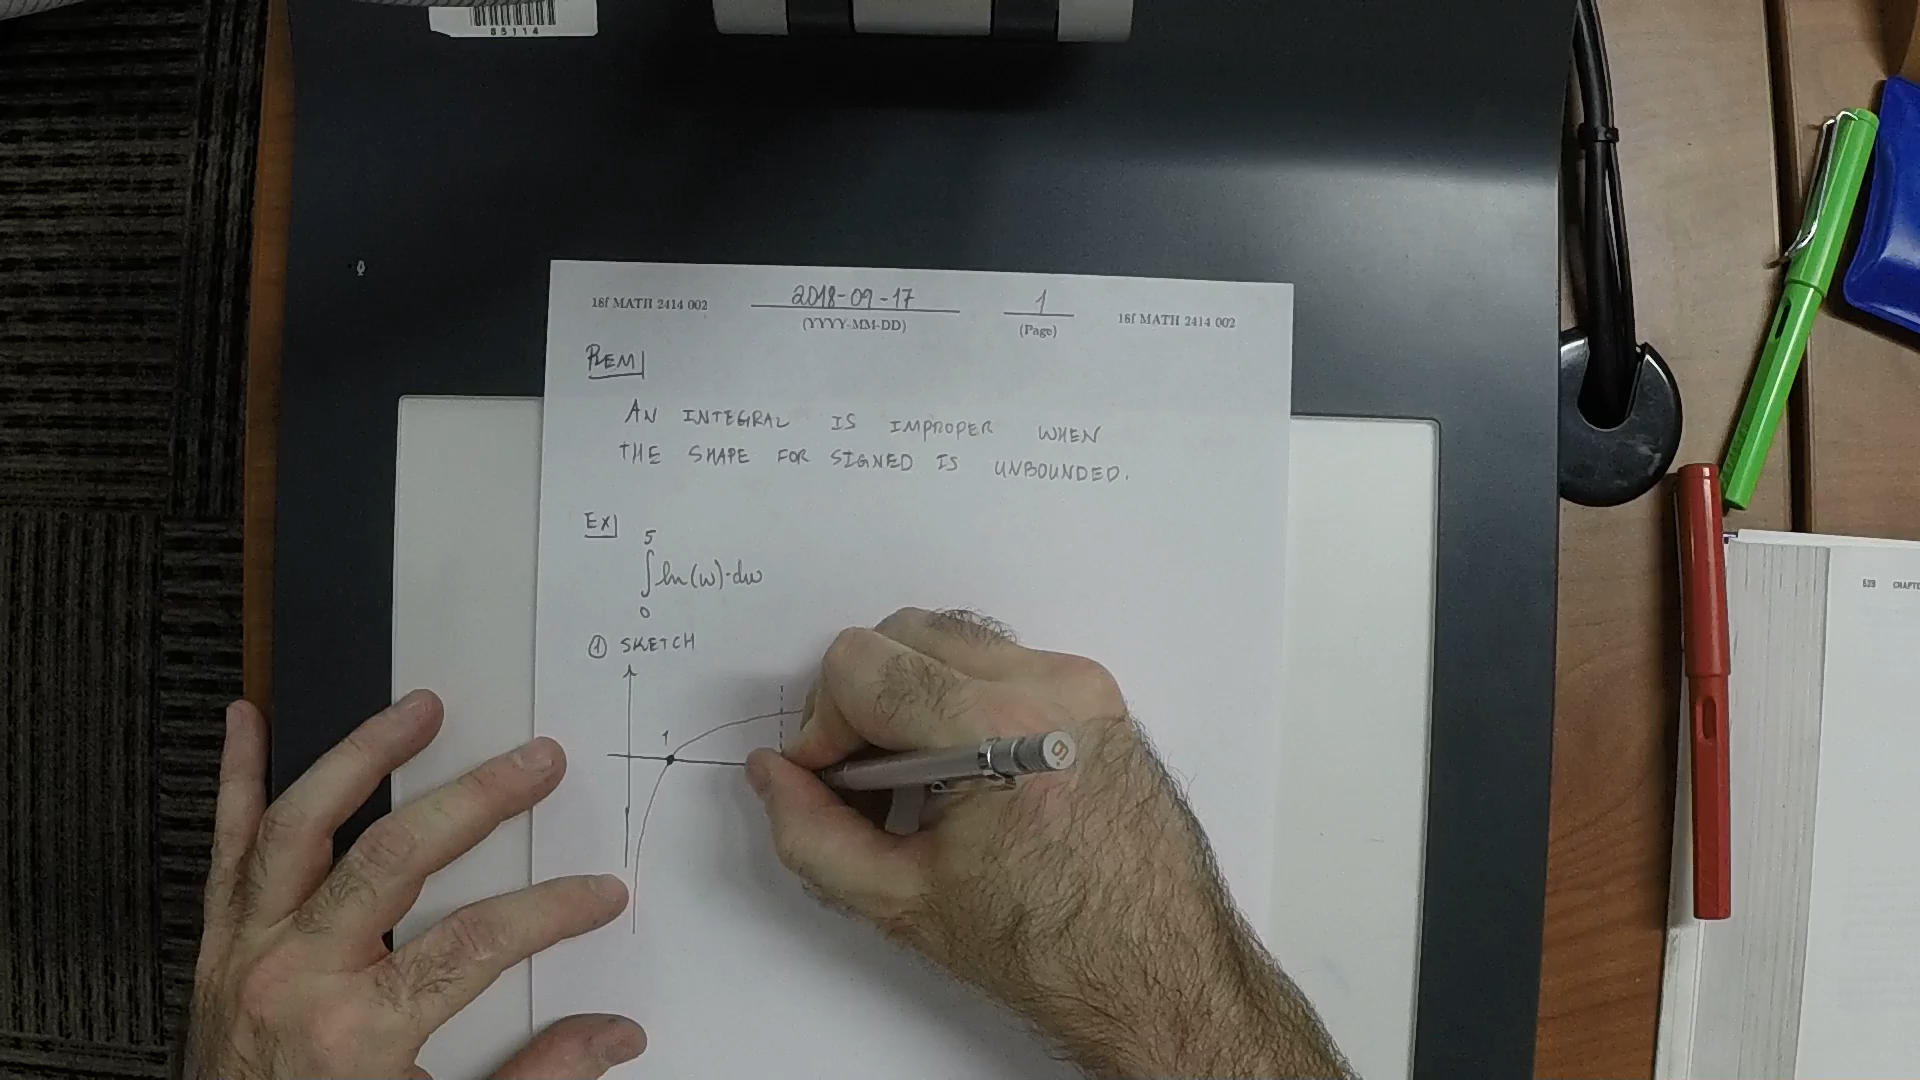 85114
18f MATH 2414 002 2018-09-17 1 18f MATH 2414 002
(YYYY-MM-DD) (Page)
REM
AN INTEGRAL IS IMPROPER WHEN
THE SHAPE FOR SIGNED IS UNBOUNDED.
EX
5
∫ln(w)·dw
0
① SKETCH
1
.9